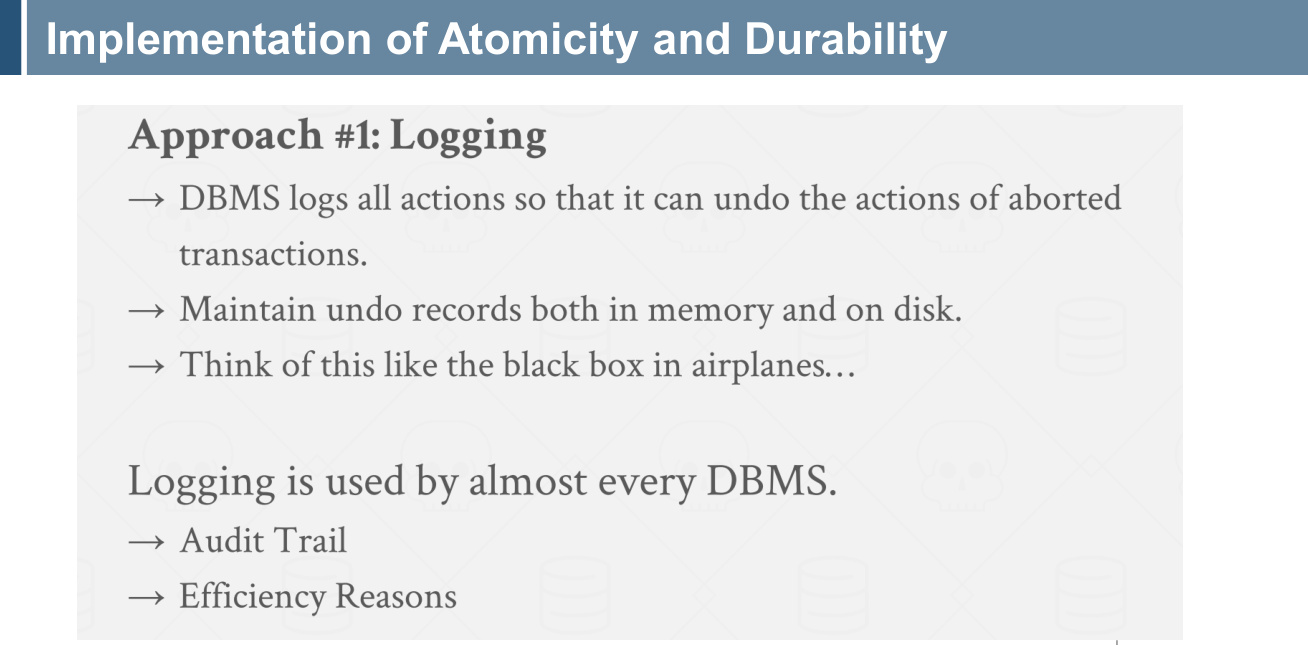 Implementation of Atomicity and Durability
Approach #1: Logging
→ DBMS logs all actions so that it can undo the actions of aborted
transactions.
→ Maintain undo records both in memory and on disk.
→ Think of this like the black box in airplanes…
Logging is used by almost every DBMS.
→ Audit Trail
→ Efficiency Reasons